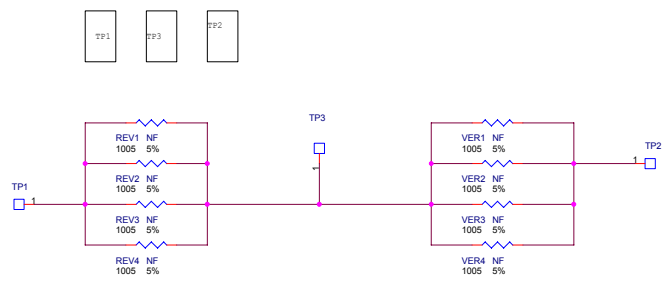 TP1 TP3 TP2
TP3
REV1 NF
1005 5%
VER1 NF
1005 5%
TP2
1
1
REV2 NF
1005 5%
VER2 NF
1005 5%
TP1
1
REV3 NF
1005 5%
VER3 NF
1005 5%
REV4 NF
1005 5%
VER4 NF
1005 5%